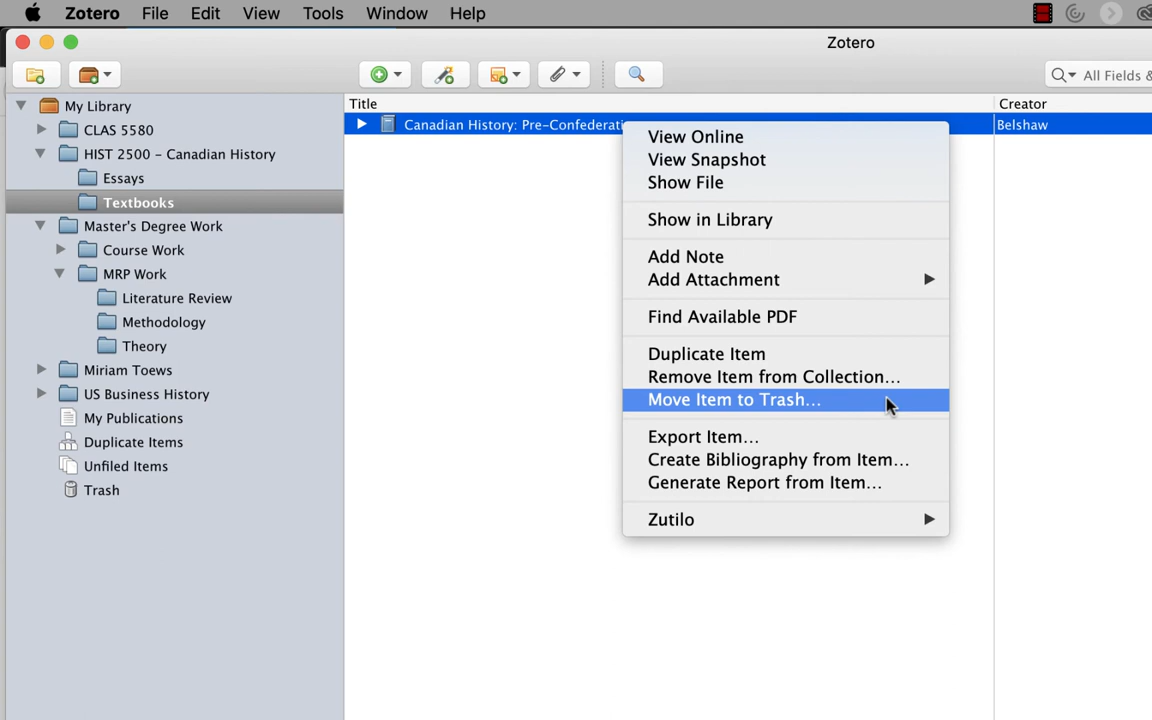 Zotero File Edit View Tools Window Help
Zotero
All Fields &
My Library
CLAS 5580
HIST 2500 – Canadian History
Essays
Textbooks
Master's Degree Work
Course Work
MRP Work
Literature Review
Methodology
Theory
Miriam Toews
US Business History
My Publications
Duplicate Items
Unfiled Items
Trash
Title Creator
Canadian History: Pre-Confederati Belshaw
View Online
View Snapshot
Show File
Show in Library
Add Note
Add Attachment
Find Available PDF
Duplicate Item
Remove Item from Collection...
Move Item to Trash...
Export Item...
Create Bibliography from Item...
Generate Report from Item...
Zutilo